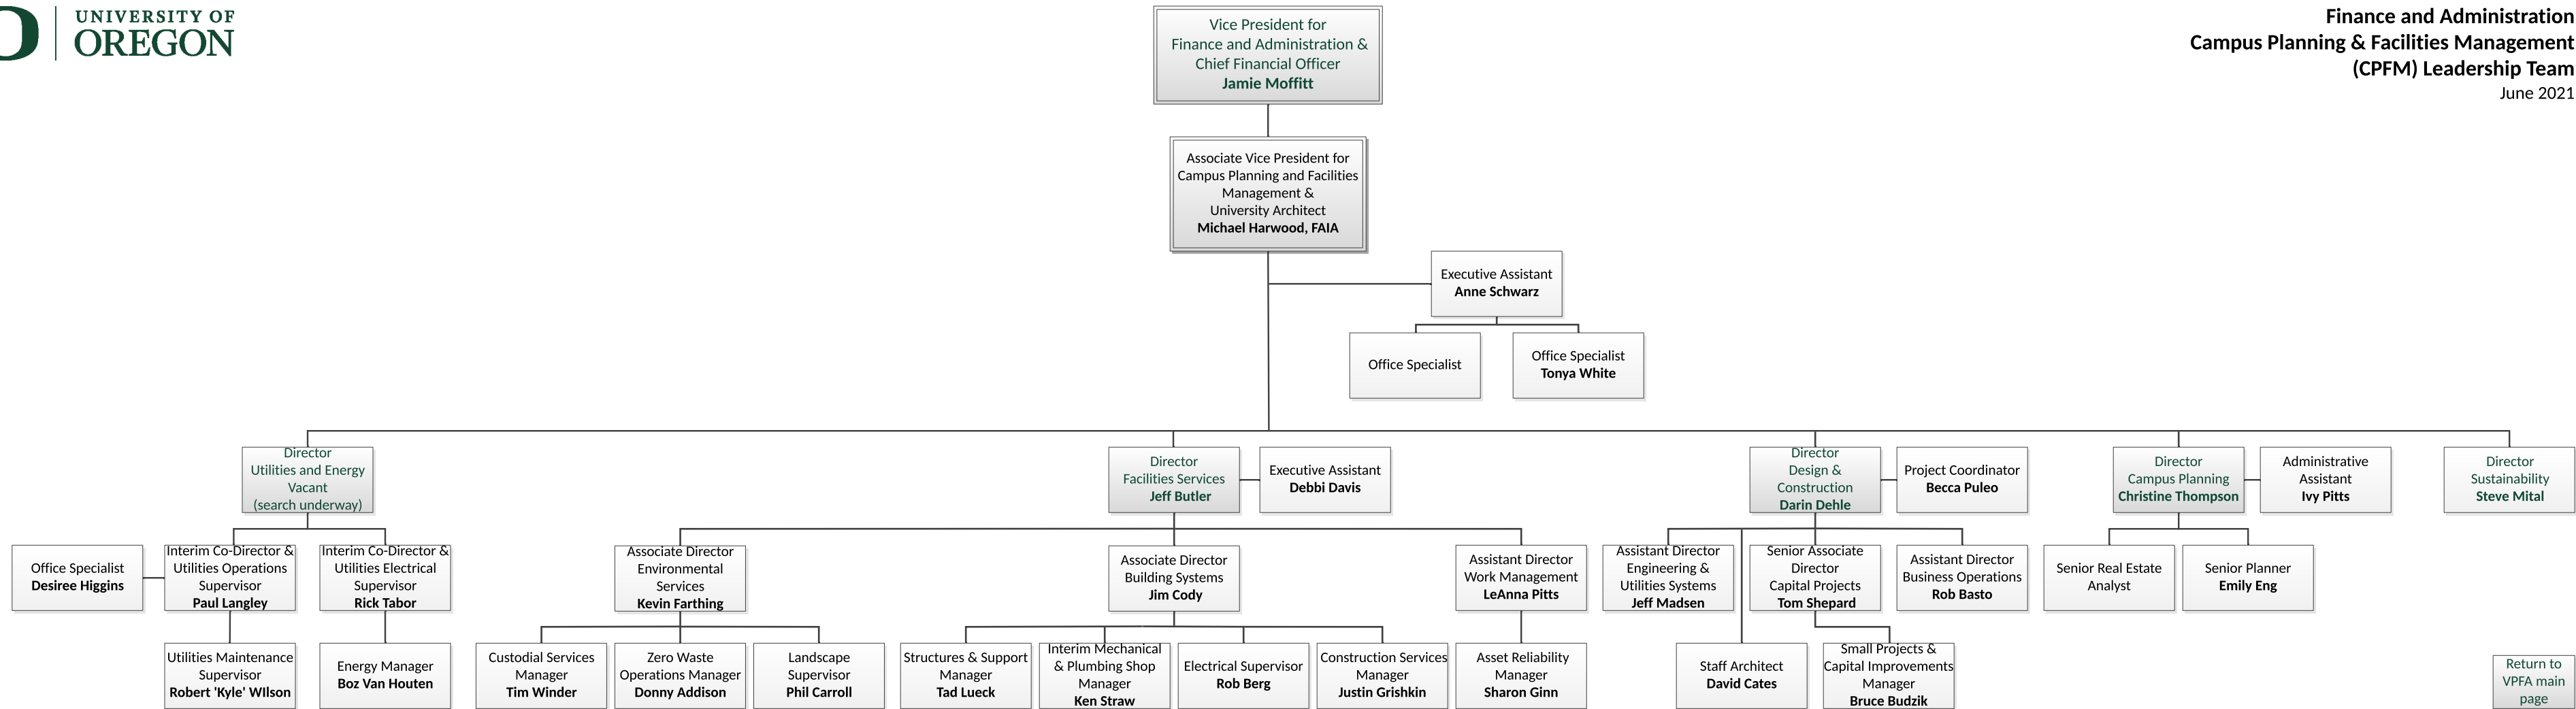 UNIVERSITY OF
OREGON
Finance and Administration
Campus Planning & Facilities Management
(CPFM) Leadership Team
June 2021
Vice President for
Finance and Administration &
Chief Financial Officer
Jamie Moffitt
Associate Vice President for
Campus Planning and Facilities
Management &
University Architect
Michael Harwood, FAIA
Executive Assistant
Anne Schwarz
Office Specialist
Office Specialist
Tonya White
Director
Utilities and Energy
Vacant
(search underway)
Director
Facilities Services
Jeff Butler
Executive Assistant
Debbi Davis
Director
Design &
Construction
Darin Dehle
Project Coordinator
Becca Puleo
Director
Campus Planning
Christine Thompson
Administrative
Assistant
Ivy Pitts
Director
Sustainability
Steve Mital
Office Specialist
Desiree Higgins
Interim Co-Director &
Utilities Operations
Supervisor
Paul Langley
Interim Co-Director &
Utilities Electrical
Supervisor
Rick Tabor
Associate Director
Environmental
Services
Kevin Farthing
Associate Director
Building Systems
Jim Cody
Assistant Director
Work Management
LeAnna Pitts
Assistant Director
Engineering &
Utilities Systems
Jeff Madsen
Senior Associate
Director
Capital Projects
Tom Shepard
Assistant Director
Business Operations
Rob Basto
Senior Real Estate
Analyst
Senior Planner
Emily Eng
Utilities Maintenance
Supervisor
Robert 'Kyle' WIlson
Energy Manager
Boz Van Houten
Custodial Services
Manager
Tim Winder
Zero Waste
Operations Manager
Donny Addison
Landscape
Supervisor
Phil Carroll
Structures & Support
Manager
Tad Lueck
Interim Mechanical
& Plumbing Shop
Manager
Ken Straw
Electrical Supervisor
Rob Berg
Construction Services
Manager
Justin Grishkin
Asset Reliability
Manager
Sharon Ginn
Staff Architect
David Cates
Small Projects &
Capital Improvements
Manager
Bruce Budzik
Return to
VPFA main
page